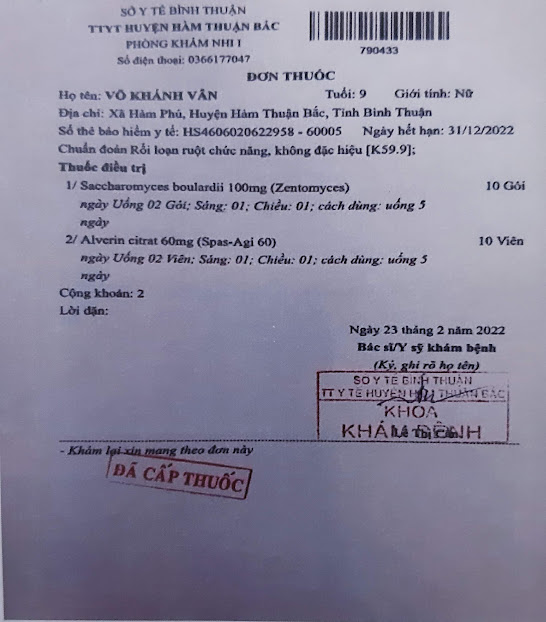 SỞ Y TẾ BÌNH THUẬN
TTYT HUYỆN HÀM THUẬN BẮC
PHÒNG KHÁM NHI 1
Số điện thoại: 0366177047
790433
ĐƠN THUỐC
Họ tên: VÕ KHÁNH VÂN Tuổi: 9 Giới tính: Nữ
Địa chỉ: Xã Hàm Phú, Huyện Hàm Thuận Bắc, Tỉnh Bình Thuận
Số thẻ bảo hiểm y tế: HS4606020622958 - 60005 Ngày hết hạn: 31/12/2022
Chuẩn đoán Rối loạn ruột chức năng, không đặc hiệu [K59.9];
Thuốc điều trị
1/ Saccharomyces boulardii 100mg (Zentomyces) 10 Gói
ngày Uống 02 Gói; Sáng: 01; Chiều: 01; cách dùng: uống 5
ngày
2/ Alverin citrat 60mg (Spas-Agi 60) 10 Viên
ngày Uống 02 Viên; Sáng: 01; Chiều: 01; cách dùng: uống 5
ngày
Cộng khoản: 2
Lời dặn:
Ngày 23 tháng 2 năm 2022
Bác sĩ/Y sỹ khám bệnh
(Ký, ghi rõ họ tên)
SỞ Y TẾ BÌNH THUẬN
TT Y TẾ HUYỆN HÀM THUẬN BẮC
KHOA
KHÁM BỆNH
Lê Thị
- Khám lại xin mang theo đơn này
ĐÃ CẤP THUỐC